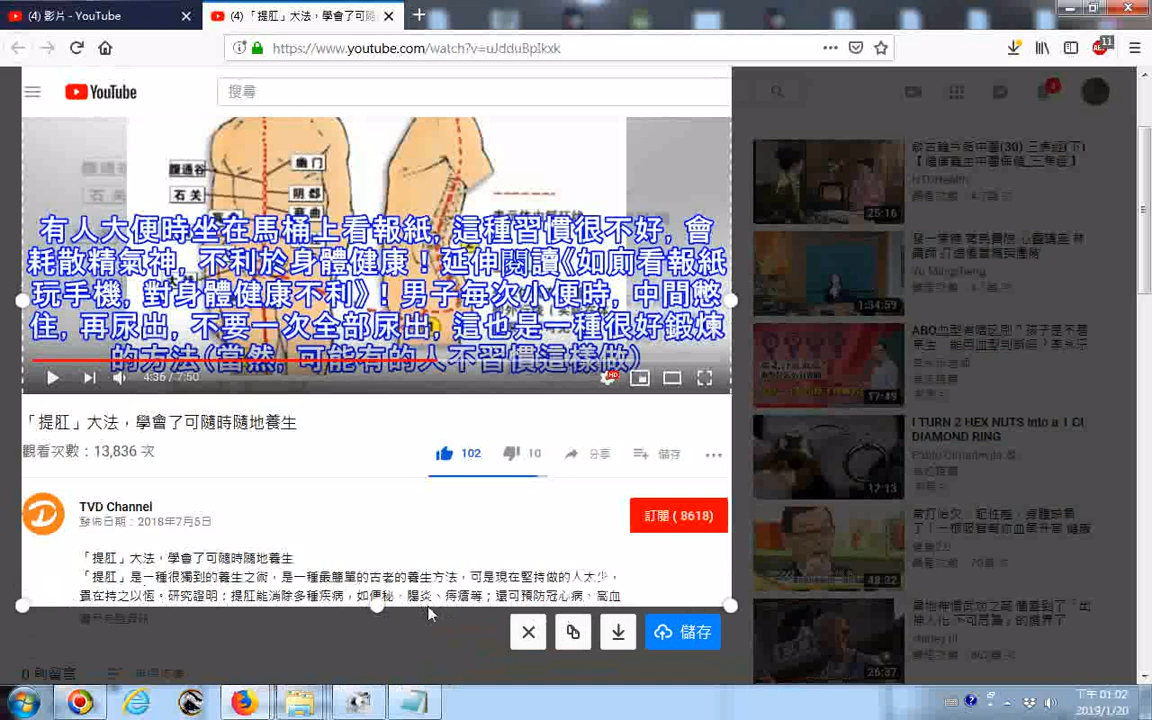 (4) 影片 - YouTube
(4)「提肛」大法，學會了可隨
https://www.youtube.com/watch?v=uJdduBpIkxk
11
YouTube
搜尋
4
腹通谷
幽门
石关
阴都
有人大便時坐在馬桶上看報紙, 這種習慣很不好, 會
耗散精氣神, 不利於身體健康！延伸閱讀《如廁看報紙
玩手機, 對身體健康不利》！男子每次小便時, 中間憋
住, 再尿出, 不要一次全部尿出, 這也是一種很好鍛煉
的方法(當然, 可能有的人不習慣這樣做)
4:36 / 7:50
HD
「提肛」大法，學會了可隨時隨地養生
觀看次數：13,836 次
102
10
分享
儲存
TVD Channel
發佈日期：2018年7月5日
訂閱 ( 8618)
「提肛」大法，學會了可隨時隨地養生
「提肛」是一種很獨到的養生之術，是一種最簡單的古老的養生方法，可是現在堅持做的人太少，
貴在持之以恆。研究證明：提肛能消除多種疾病，如便秘、腸炎、痔瘡等；還可預防冠心病、高血
儲存
0 則留言
25:16
Yu Mingzheng
1:34:59
17:49
I TURN 2 HEX NUTS Into a 1 Ct
DIAMOND RING
17:13
48:22
26:37
下午 01:02
2019/1/20